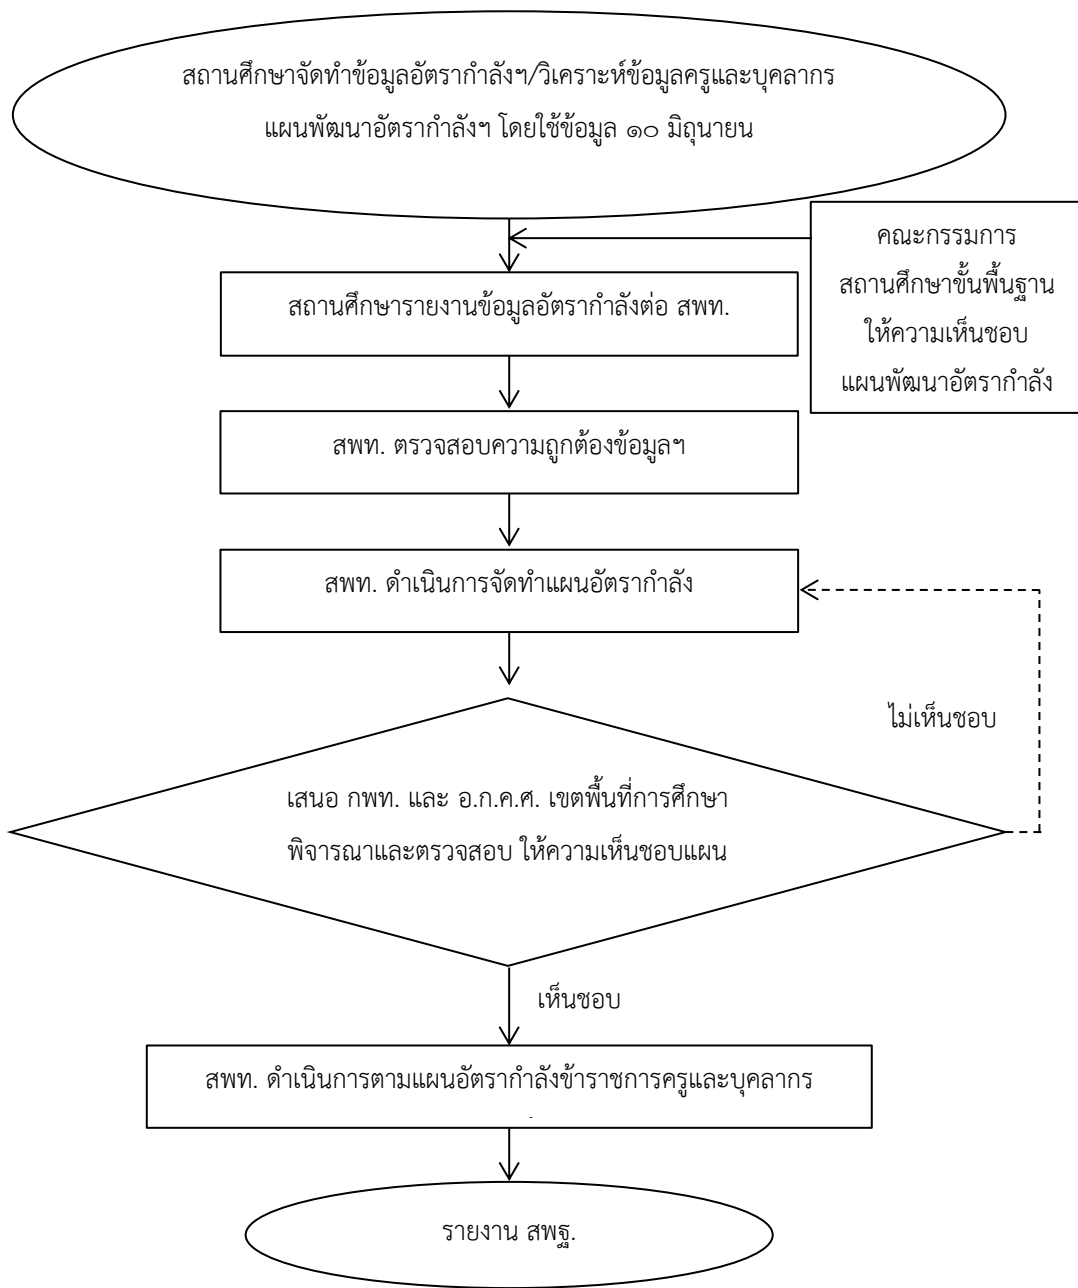 สถานศึกษาจัดทำข้อมูลอัตรากำลังฯ/วิเคราะห์ข้อมูลครูและบุคลากร
แผนพัฒนาอัตรากำลังฯ โดยใช้ข้อมูล ๑๐ มิถุนายน
คณะกรรมการ
สถานศึกษาขั้นพื้นฐาน
ให้ความเห็นชอบ
แผนพัฒนาอัตรากำลัง
สถานศึกษารายงานข้อมูลอัตรากำลังต่อ สพท.
สพท. ตรวจสอบความถูกต้องข้อมูลฯ
สพท. ดำเนินการจัดทำแผนอัตรากำลัง
ไม่เห็นชอบ
เสนอ กพท. และ อ.ก.ค.ศ. เขตพื้นที่การศึกษา
พิจารณาและตรวจสอบ ให้ความเห็นชอบแผน
เห็นชอบ
สพท. ดำเนินการตามแผนอัตรากำลังข้าราชการครูและบุคลากร
รายงาน สพฐ.